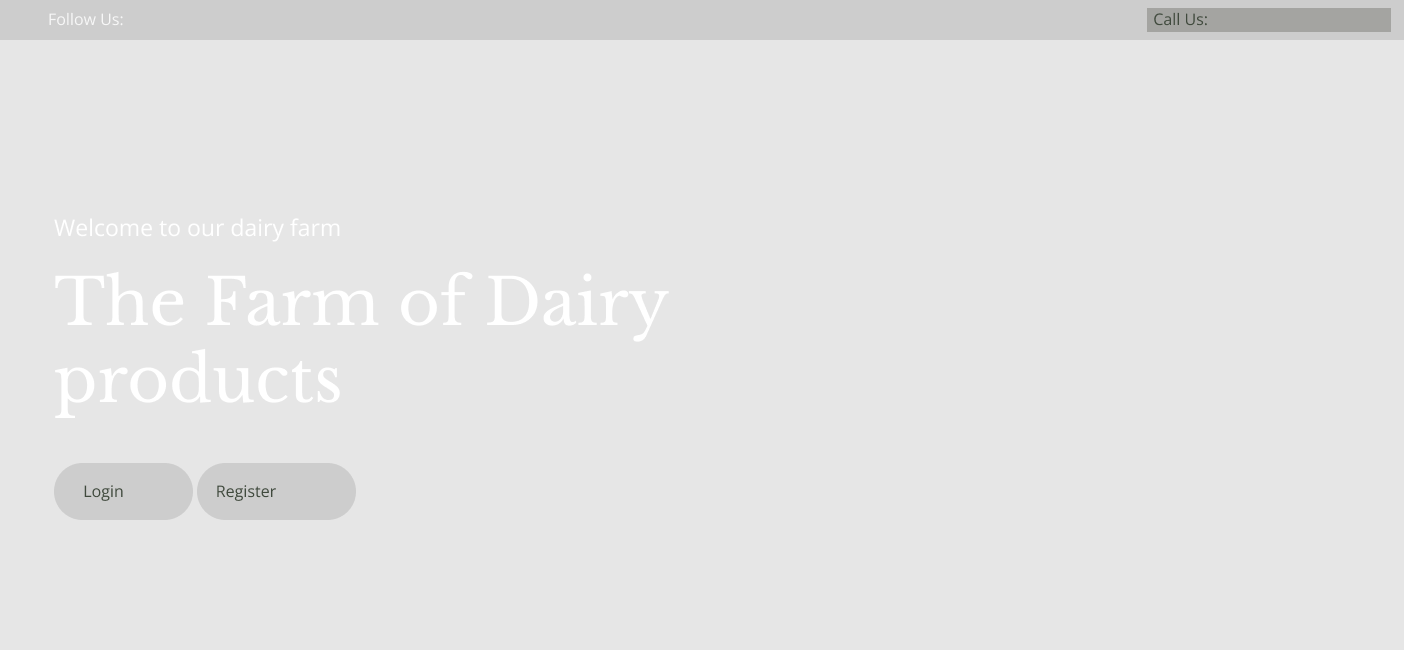 Follow Us:
Call Us:
Welcome to our dairy farm
The Farm of Dairy
products
Login
Register